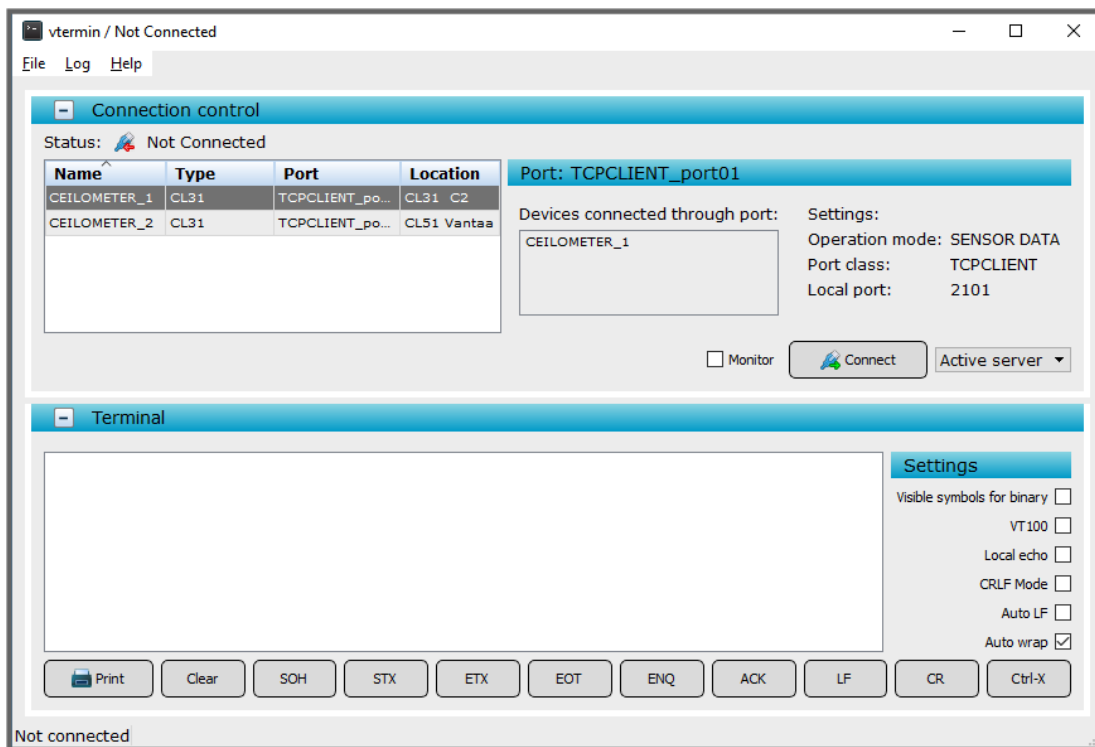 vtermin / Not Connected
File Log Help
Connection control
Status: Not Connected
Name Type Port Location
CEILOMETER_1 CL31 TCPCLIENT_po... CL31 C2
CEILOMETER_2 CL31 TCPCLIENT_po... CL51 Vantaa
Port: TCPCLIENT_port01
Devices connected through port:
CEILOMETER_1
Settings:
Operation mode: SENSOR DATA
Port class: TCPCLIENT
Local port: 2101
Monitor Connect Active server
Terminal
Settings
Visible symbols for binary
VT100
Local echo
CRLF Mode
Auto LF
Auto wrap
Print Clear SOH STX ETX EOT ENQ ACK LF CR Ctrl-X
Not connected